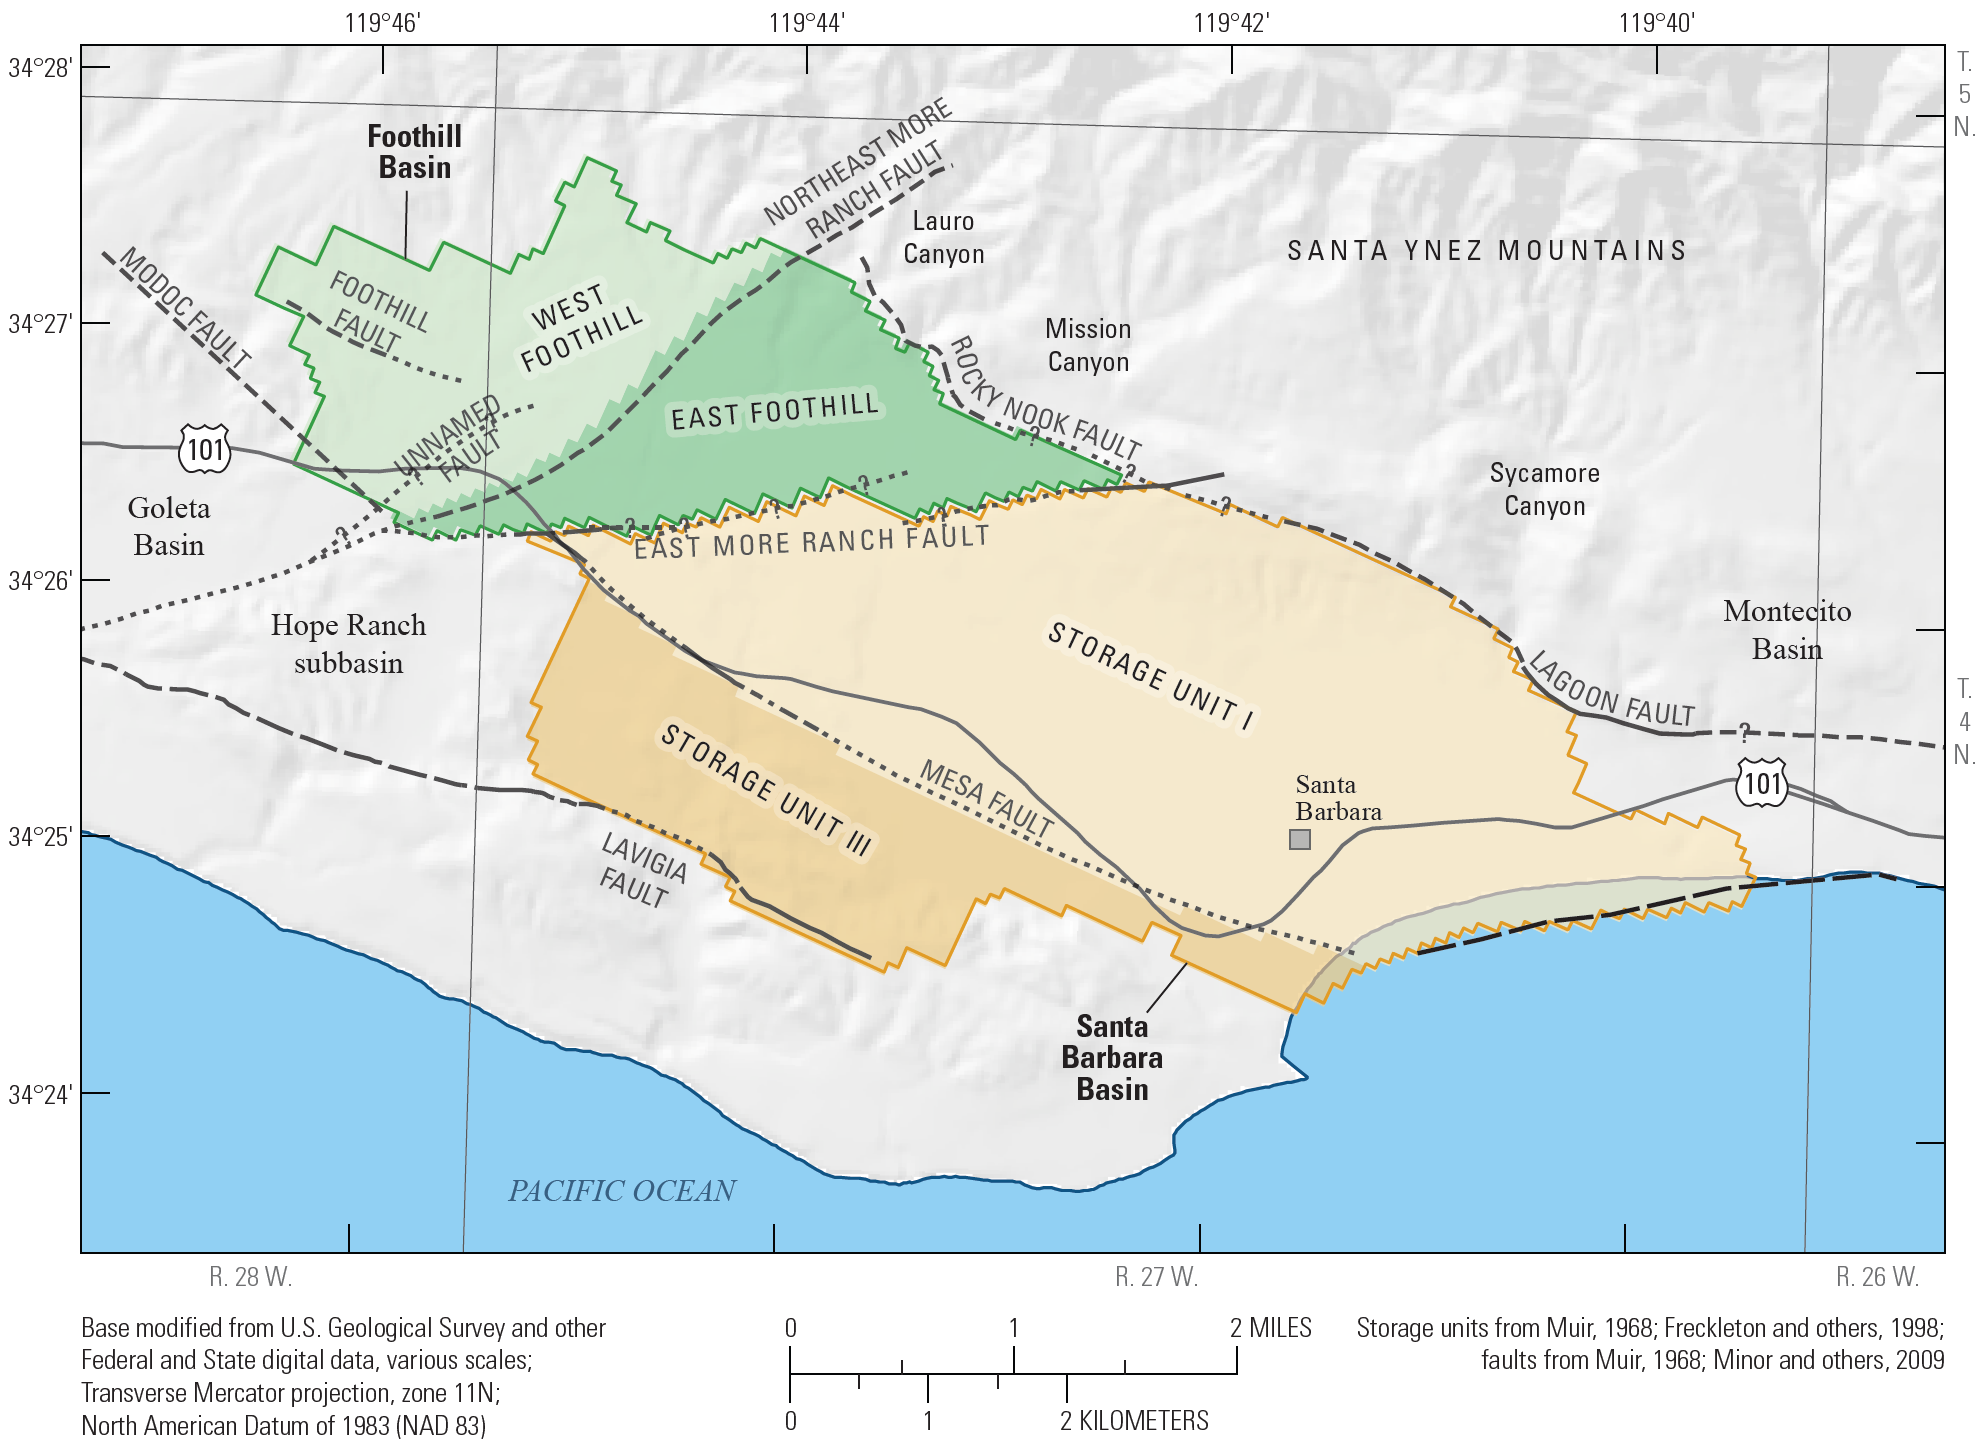 119°46'
119°44'
119°42'
119°40'
34°28'
34°27'
34°26'
34°25'
34°24'
T.
5
N.
T.
4
N.
Foothill
Basin
NORTHEAST MORE
RANCH FAULT
Lauro
Canyon
SANTA YNEZ MOUNTAINS
MODOC FAULT
FOOTHILL
FAULT
WEST
FOOTHILL
Mission
Canyon
ROCKY NOOK FAULT
EAST FOOTHILL
UNNAMED
FAULT
101
?
?
?
?
?
?
?
?
?
?
?
Sycamore
Canyon
Goleta
Basin
EAST MORE RANCH FAULT
Hope Ranch
subbasin
Montecito
Basin
STORAGE UNIT I
LAGOON FAULT
?
STORAGE UNIT III
MESA FAULT
Santa
Barbara
101
LAVIGIA
FAULT
Santa
Barbara
Basin
PACIFIC OCEAN
R. 28 W.
R. 27 W.
R. 26 W.
Base modified from U.S. Geological Survey and other
Federal and State digital data, various scales;
Transverse Mercator projection, zone 11N;
North American Datum of 1983 (NAD 83)
0
1
2 MILES
0
1
2 KILOMETERS
Storage units from Muir, 1968; Freckleton and others, 1998;
faults from Muir, 1968; Minor and others, 2009